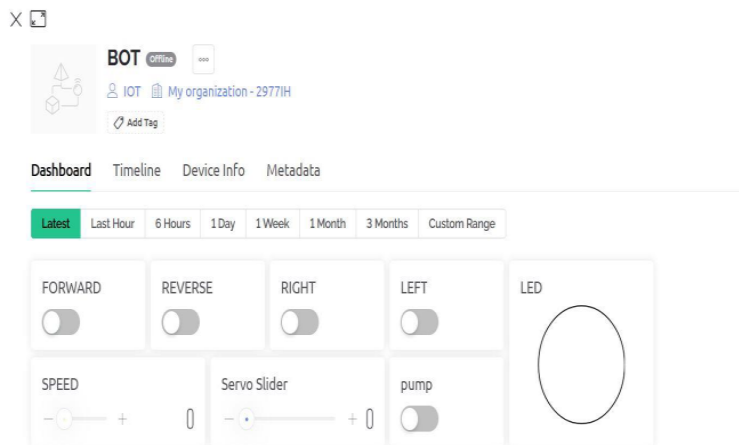 X
BOT Offline
IOT My organization - 2977IH
Add Tag
Dashboard Timeline Device Info Metadata
Latest Last Hour 6 Hours 1 Day 1 Week 1 Month 3 Months Custom Range
FORWARD REVERSE RIGHT LEFT LED
SPEED Servo Slider pump
− + 0 − + 0